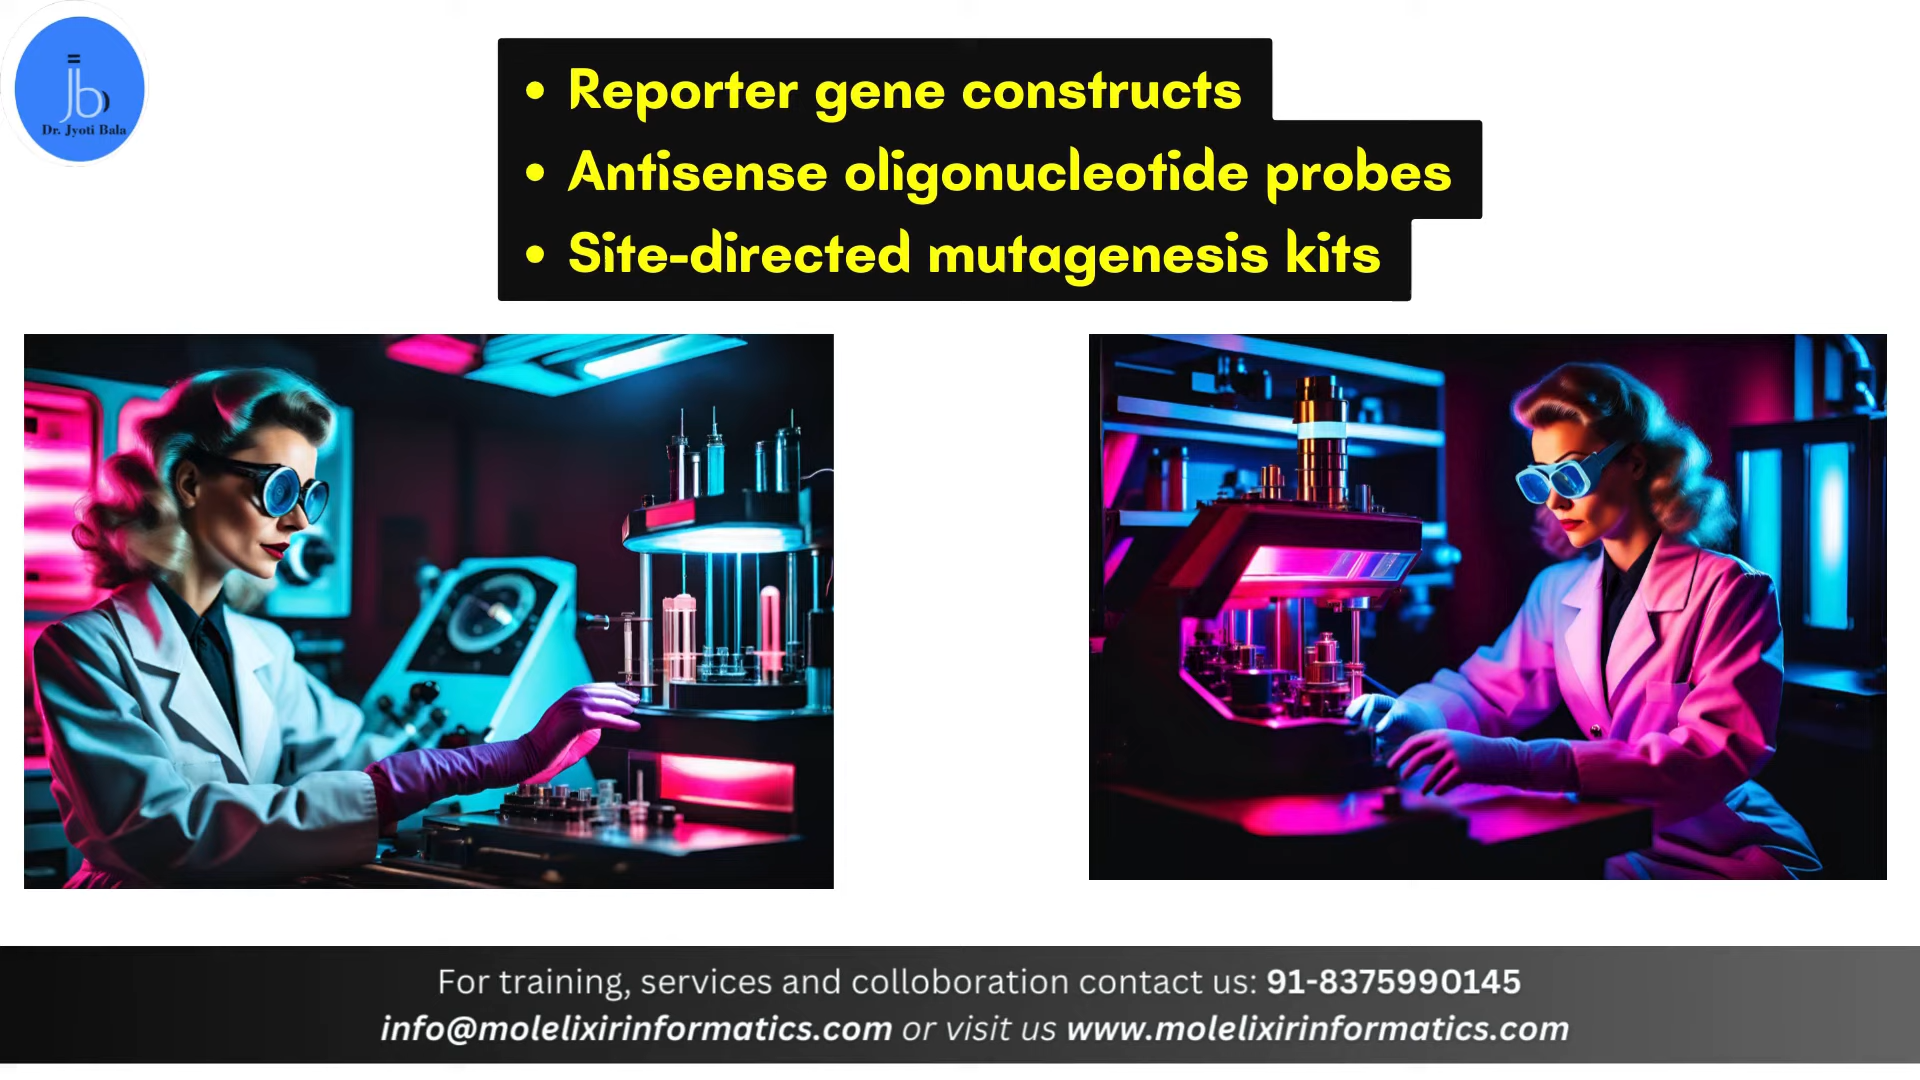 Dr. Jyoti Bala
• Reporter gene constructs
• Antisense oligonucleotide probes
• Site-directed mutagenesis kits
For training, services and colloboration contact us: 91-8375990145
info@molelixirinformatics.com or visit us www.molelixirinformatics.com